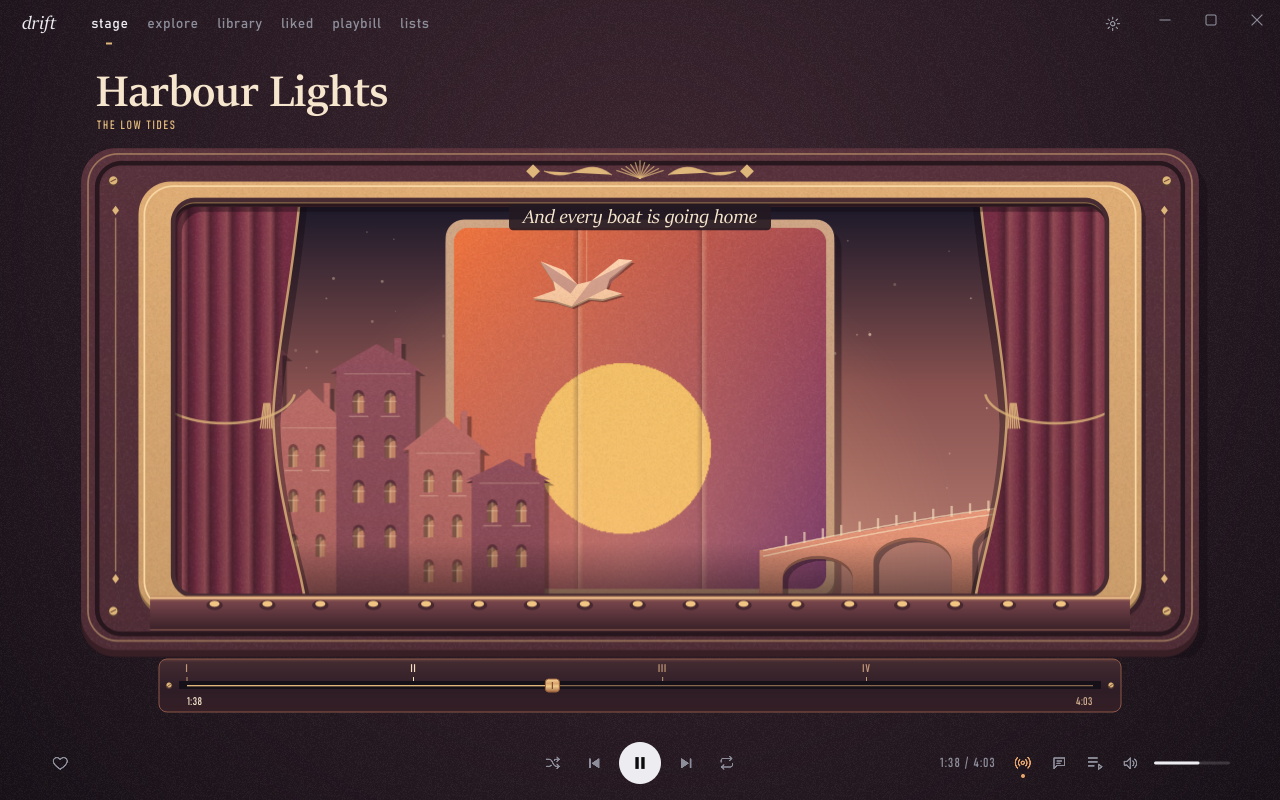 drift
stage explore library liked playbill lists
Harbour Lights
THE LOW TIDES
And every boat is going home
I II III IV
1:38 4:03
1:38 / 4:03